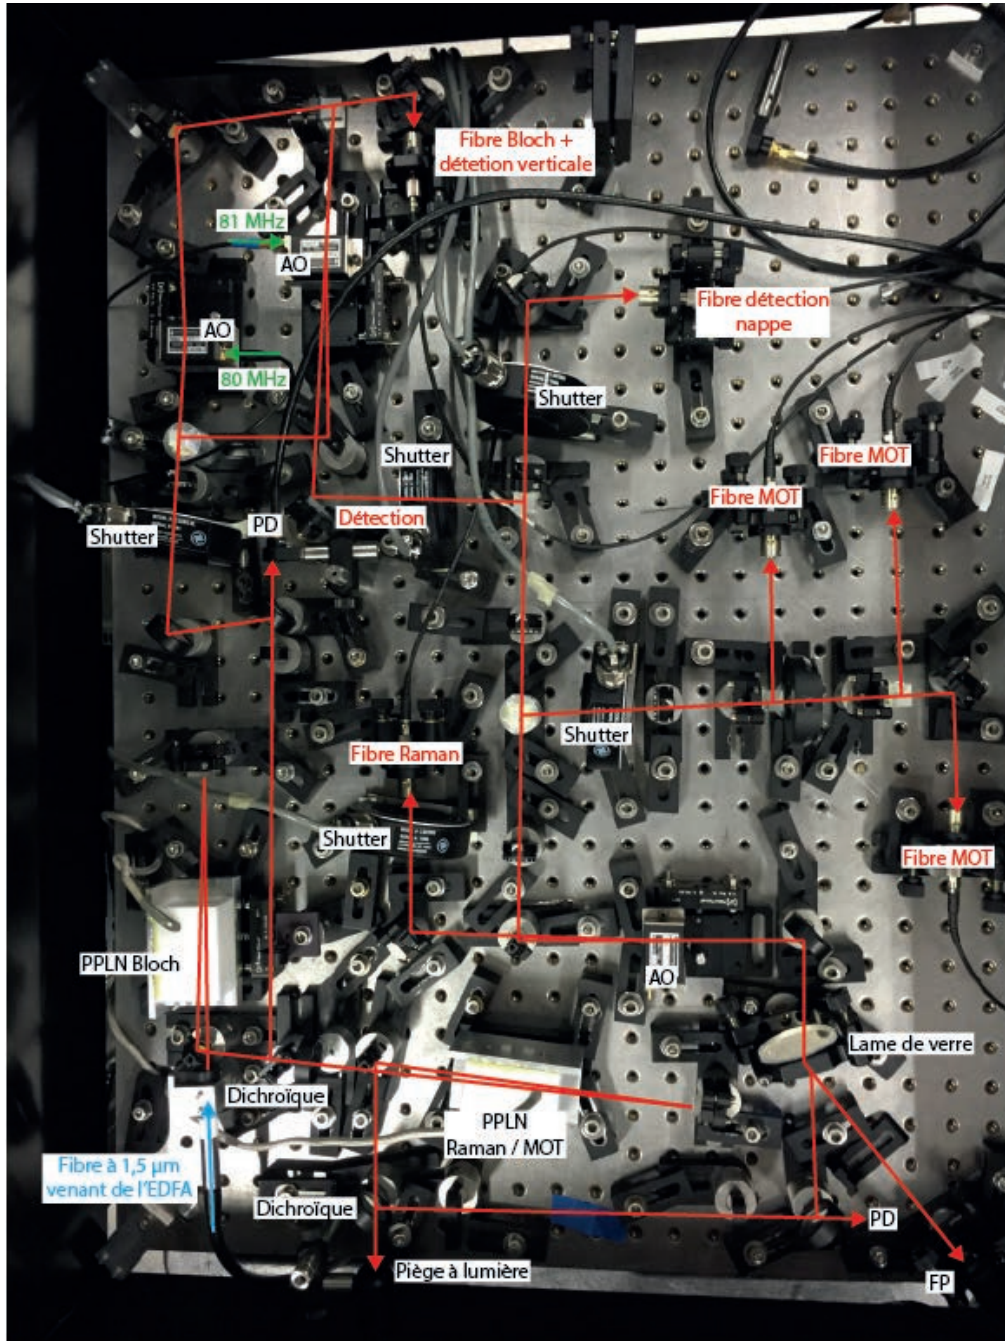 Fibre Bloch +
détetion verticale
81 MHz
AO
Fibre détection
nappe
AO
80 MHz
Shutter
Shutter
Fibre MOT
Fibre MOT
Shutter
PD
Détection
Shutter
Fibre Raman
Shutter
Fibre MOT
PPLN Bloch
AO
Lame de verre
Dichroïque
PPLN
Raman / MOT
Fibre à 1,5 µm
venant de l'EDFA
Dichroïque
PD
Piège à lumière
FP